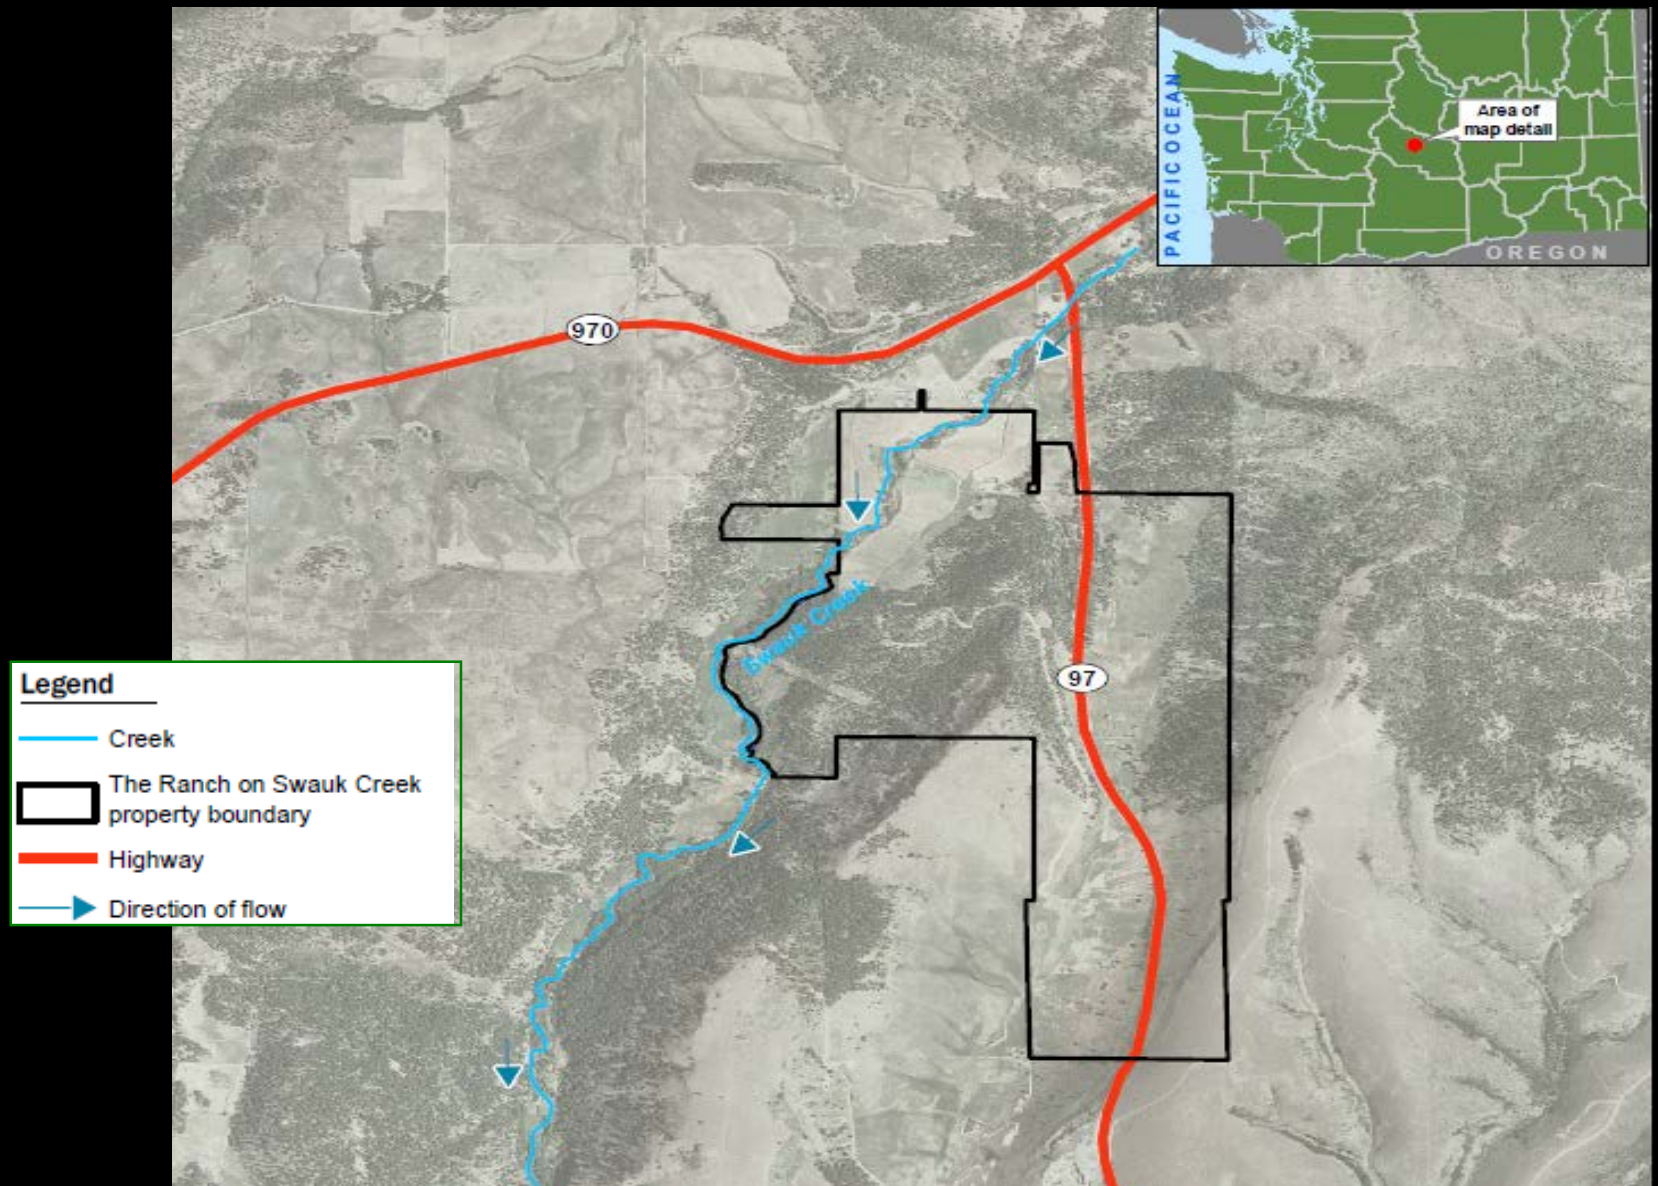 PACIFIC OCEAN
Area of
map detail
OREGON
970
Swauk Creek
97
Legend
Creek
The Ranch on Swauk Creek
property boundary
Highway
Direction of flow